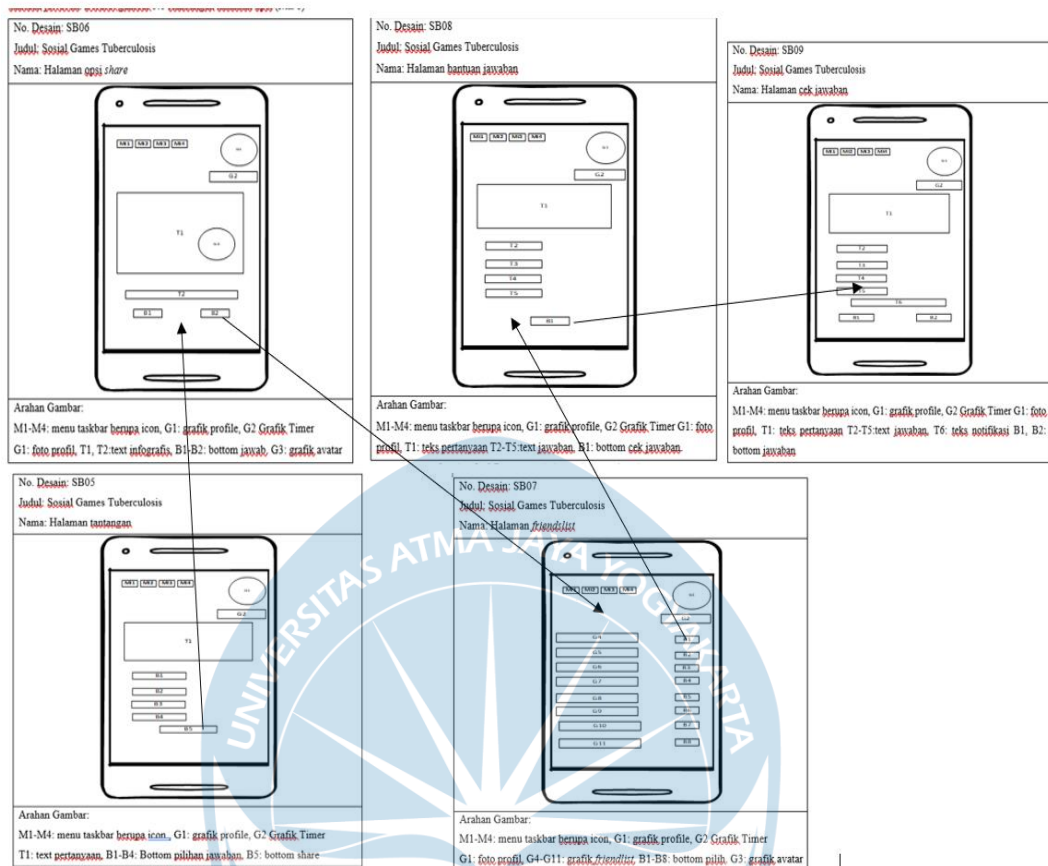 No. Desain: SB06
Judul: Sosial Games Tuberculosis
Nama: Halaman opsi share
M1 M2 M3 M4
G2
T1
T2
B1 B2
Arahan Gambar:
M1-M4: menu taskbar berupa icon, G1: grafik profile, G2 Grafik Timer
G1: foto profil, T1, T2:text infografis, B1-B2: bottom jawab, G3: grafik avatar
No. Desain: SB08
Judul: Sosial Games Tuberculosis
Nama: Halaman bantuan jawaban
M1 M2 M3 M4
G2
T1
T2
T3
T4
T5
B1
Arahan Gambar:
M1-M4: menu taskbar berupa icon, G1: grafik profile, G2 Grafik Timer G1: foto
profil, T1: teks pertanyaan T2-T5:text jawaban, B1: bottom cek jawaban
No. Desain: SB09
Judul: Sosial Games Tuberculosis
Nama: Halaman cek jawaban
M1 M2 M3 M4
G2
T1
T2
T3
T4
T5
T6
B1 B2
Arahan Gambar:
M1-M4: menu taskbar berupa icon, G1: grafik profile, G2 Grafik Timer G1: foto
profil, T1: teks pertanyaan T2-T5:text jawaban, T6: teks notifikasi B1, B2:
bottom jawaban
No. Desain: SB05
Judul: Sosial Games Tuberculosis
Nama: Halaman tantangan
M1 M2 M3 M4
G2
T1
B1
B2
B3
B4
B5
Arahan Gambar:
M1-M4: menu taskbar berupa icon , G1: grafik profile, G2 Grafik Timer
T1: text pertanyaan, B1-B4: Bottom pilihan jawaban, B5: bottom share
No. Desain: SB07
Judul: Sosial Games Tuberculosis
Nama: Halaman friendslist
M1 M2 M3 M4
G2
G4 B1
G5 B2
G6 B3
G7 B4
G8 B5
G9 B6
G10 B7
G11 B8
Arahan Gambar:
M1-M4: menu taskbar berupa icon, G1: grafik profile, G2 Grafik Timer
G1: foto profil, G4-G11: grafik friendlist, B1-B8: bottom pilih, G3: grafik avatar
UNIVERSITAS ATMA JAYA YOGYAKARTA